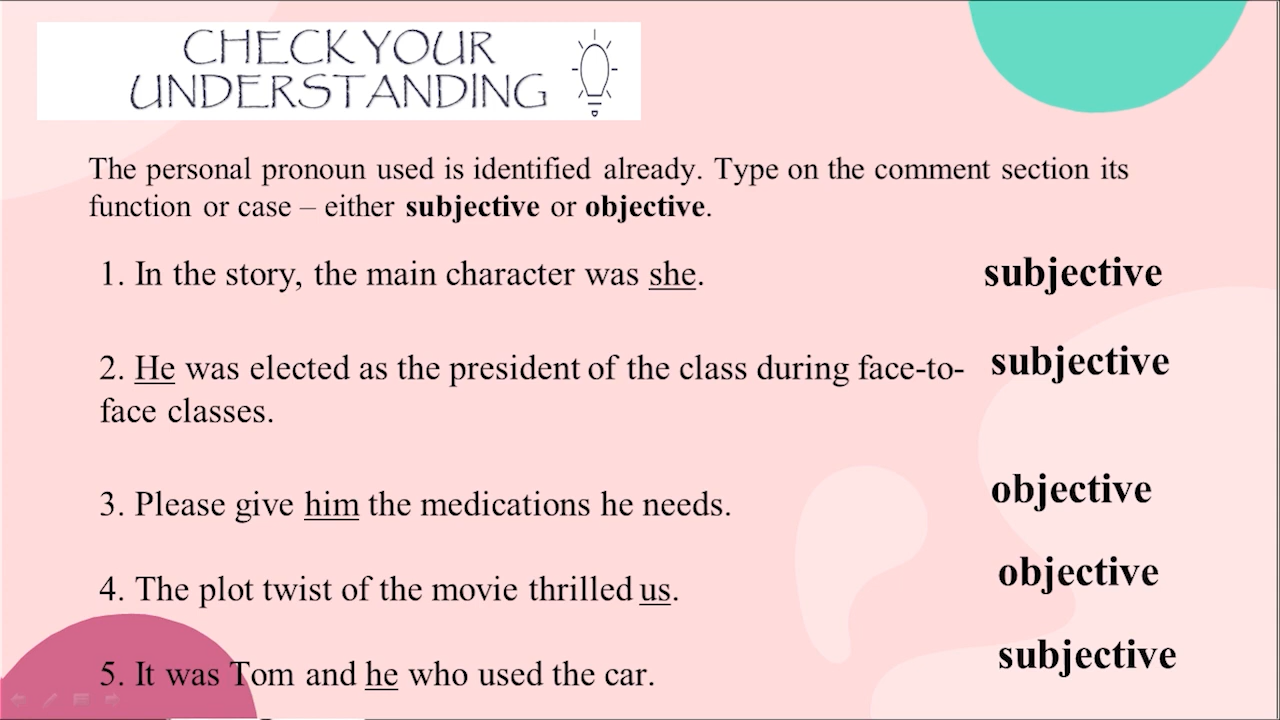 CHECK YOUR
UNDERSTANDING
The personal pronoun used is identified already. Type on the comment section its
function or case – either subjective or objective.
1. In the story, the main character was she. subjective
2. He was elected as the president of the class during face-to- subjective
face classes.
3. Please give him the medications he needs. objective
4. The plot twist of the movie thrilled us. objective
5. It was Tom and he who used the car. subjective